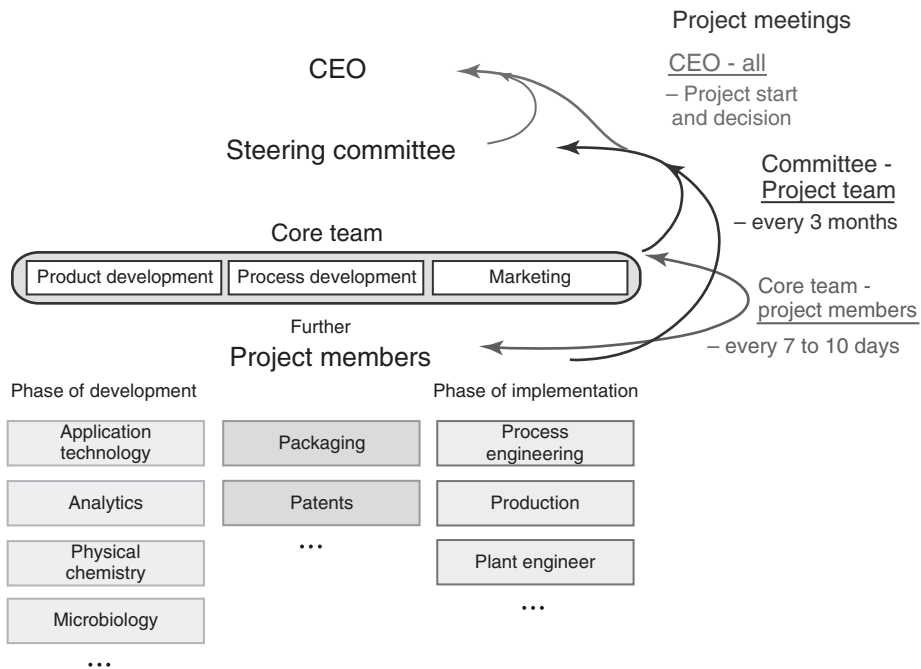 Project meetings
CEO
CEO - all
– Project start
and decision
Steering committee
Committee -
Project team
– every 3 months
Core team
Product development
Process development
Marketing
Core team -
project members
– every 7 to 10 days
Further
Project members
Phase of development
Phase of implementation
Application
technology
Packaging
Process
engineering
Analytics
Patents
Production
...
Physical
chemistry
Plant engineer
Microbiology
...
...